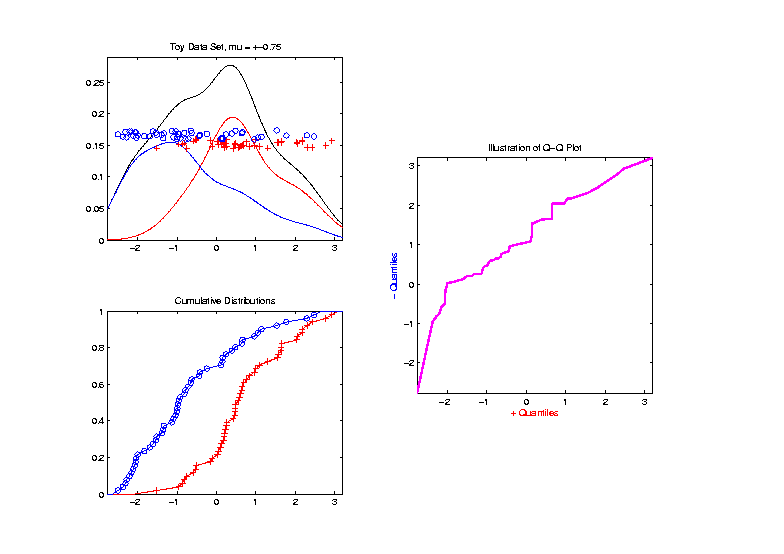 Toy Data Set, mu = +-0.75
0.25
0.2
0.15
0.1
0.05
0
−2 −1 0 1 2 3
Cumulative Distributions
1
0.8
0.6
0.4
0.2
0
−2 −1 0 1 2 3
Illustration of Q−Q Plot
3
2
1
0
−1
−2
− Quantiles
−2 −1 0 1 2 3
+ Quantiles